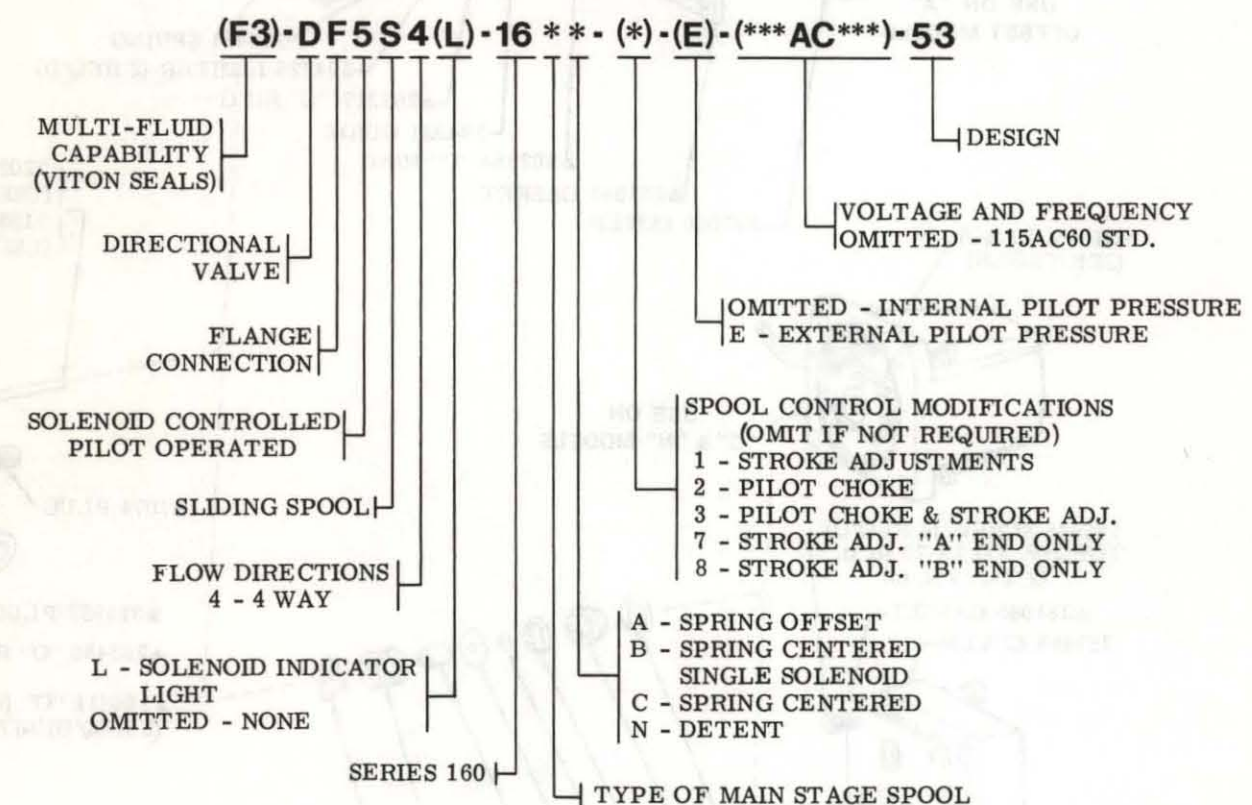 (F3)-DF5S4(L)-16**-(*)-(E)-(***AC***)-53
MULTI-FLUID
CAPABILITY
(VITON SEALS)
DIRECTIONAL
VALVE
FLANGE
CONNECTION
SOLENOID CONTROLLED
PILOT OPERATED
SLIDING SPOOL
FLOW DIRECTIONS
4 - 4 WAY
L - SOLENOID INDICATOR
LIGHT
OMITTED - NONE
SERIES 160
DESIGN
VOLTAGE AND FREQUENCY
OMITTED - 115AC60 STD.
OMITTED - INTERNAL PILOT PRESSURE
E - EXTERNAL PILOT PRESSURE
SPOOL CONTROL MODIFICATIONS
(OMIT IF NOT REQUIRED)
1 - STROKE ADJUSTMENTS
2 - PILOT CHOKE
3 - PILOT CHOKE & STROKE ADJ.
7 - STROKE ADJ. "A" END ONLY
8 - STROKE ADJ. "B" END ONLY
A - SPRING OFFSET
B - SPRING CENTERED
SINGLE SOLENOID
C - SPRING CENTERED
N - DETENT
TYPE OF MAIN STAGE SPOOL